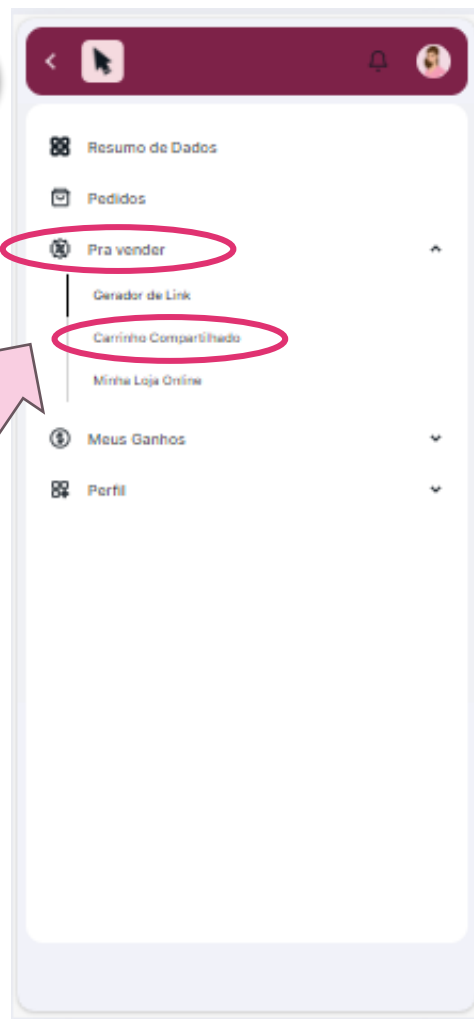 Resumo de Dados
Pedidos
Pra vender
Gerador de Link
Carrinho Compartilhado
Minha Loja Online
Meus Ganhos
Perfil